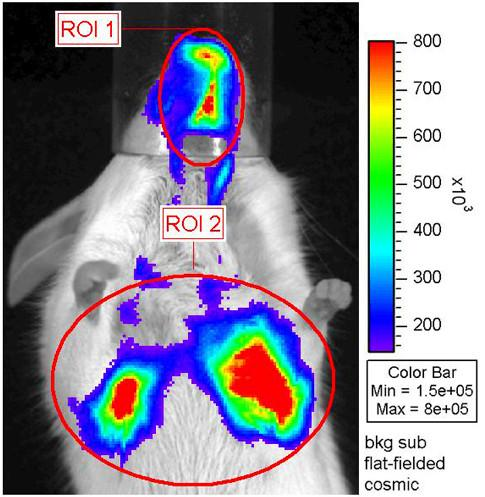 ROI 1
ROI 2
800
700
600
500
400
300
200
x10³
Color Bar
Min = 1.5e+05
Max = 8e+05
bkg sub
flat-fielded
cosmic